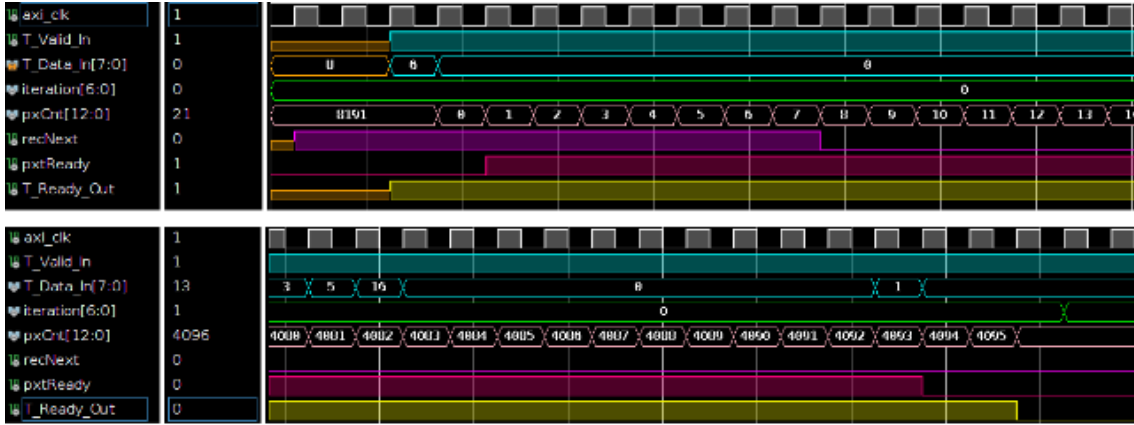 axi_clk 1
T_Valid_In 1
T_Data_In[7:0] 0 U 6 0
iteration[6:0] 0 0
pxCnt[12:0] 21 8191 0 1 2 3 4 5 6 7 8 9 10 11 12 13
recNext 0
pxtReady 1
T_Ready_Out 1
axi_clk 1
T_Valid_In 1
T_Data_In[7:0] 13 3 5 16 0 1
iteration[6:0] 1 0
pxCnt[12:0] 4096 4080 4081 4082 4083 4084 4085 4086 4087 4088 4089 4090 4091 4092 4093 4094 4095
recNext 0
pxtReady 0
T_Ready_Out 0